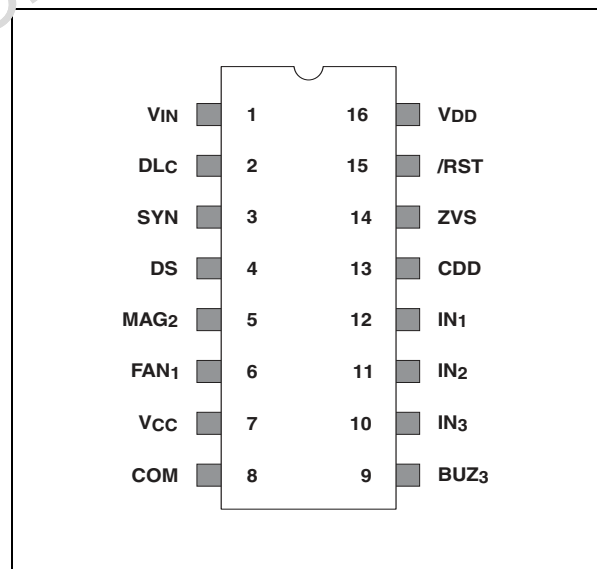 VIN 1 16 VDD
DLC 2 15 /RST
SYN 3 14 ZVS
DS 4 13 CDD
MAG2 5 12 IN1
FAN1 6 11 IN2
VCC 7 10 IN3
COM 8 9 BUZ3